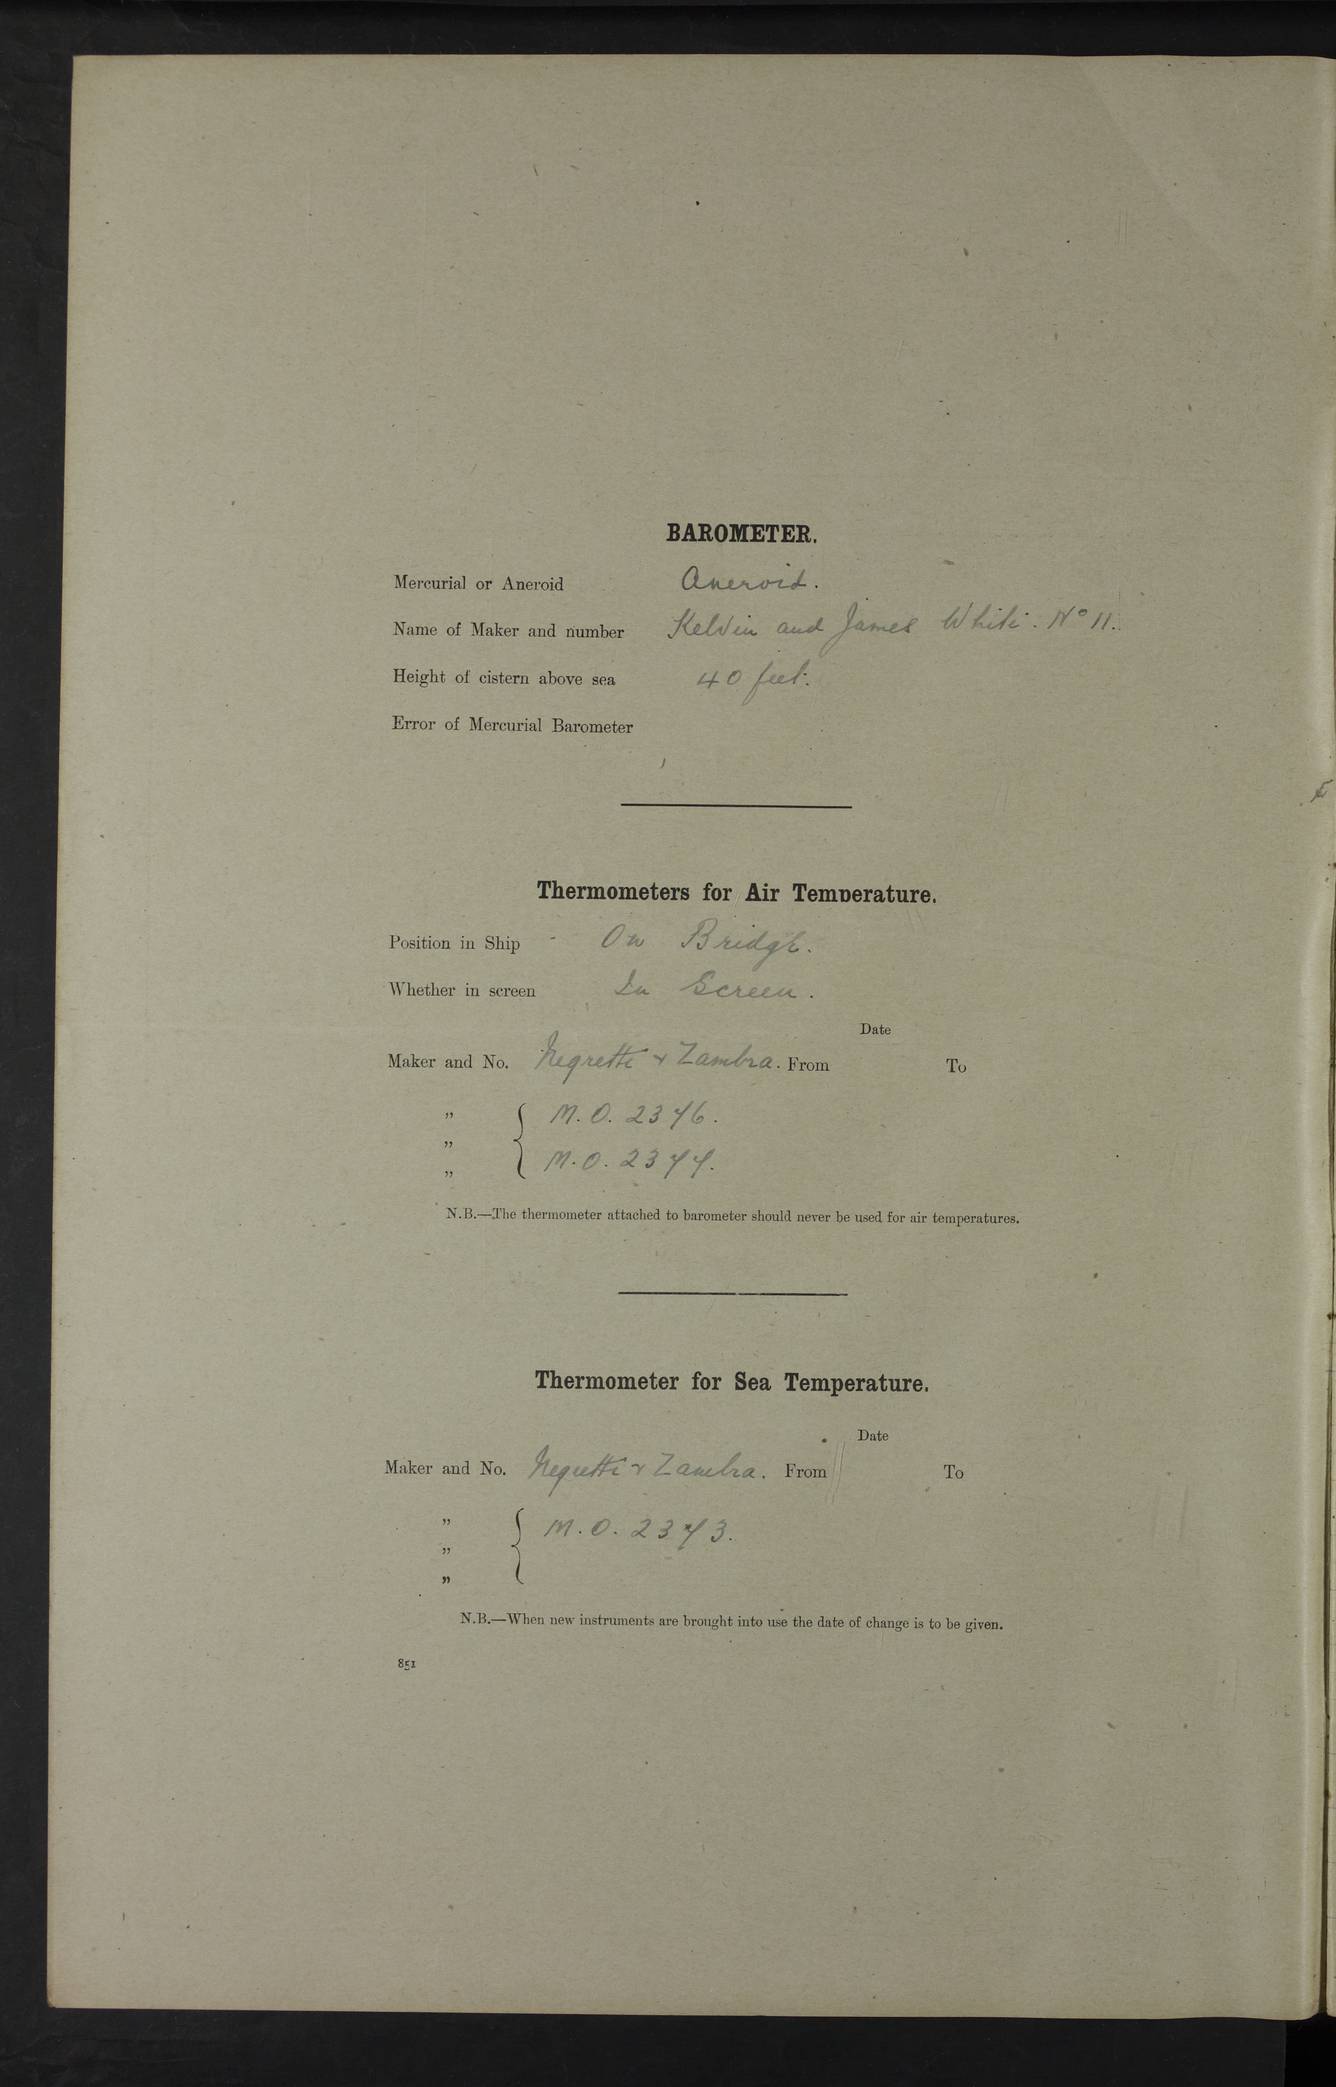 BAROMETER.
Mercurial or Aneroid Aneroid.
Name of Maker and number Kelvin and James White. No 11.
Height of cistern above sea 40 feet.
Error of Mercurial Barometer
Thermometers for Air Temperature.
Position in Ship - On Bridge.
Whether in screen In Screen.
Date
Maker and No. Negretti & Zambra. From To
" M.O. 2376.
"
" M.O. 2377.
N.B.—The thermometer attached to barometer should never be used for air temperatures.
Thermometer for Sea Temperature.
Date
Maker and No. Negretti & Zambra. From To
" M.O. 2373.
"
"
N.B.—When new instruments are brought into use the date of change is to be given.
851